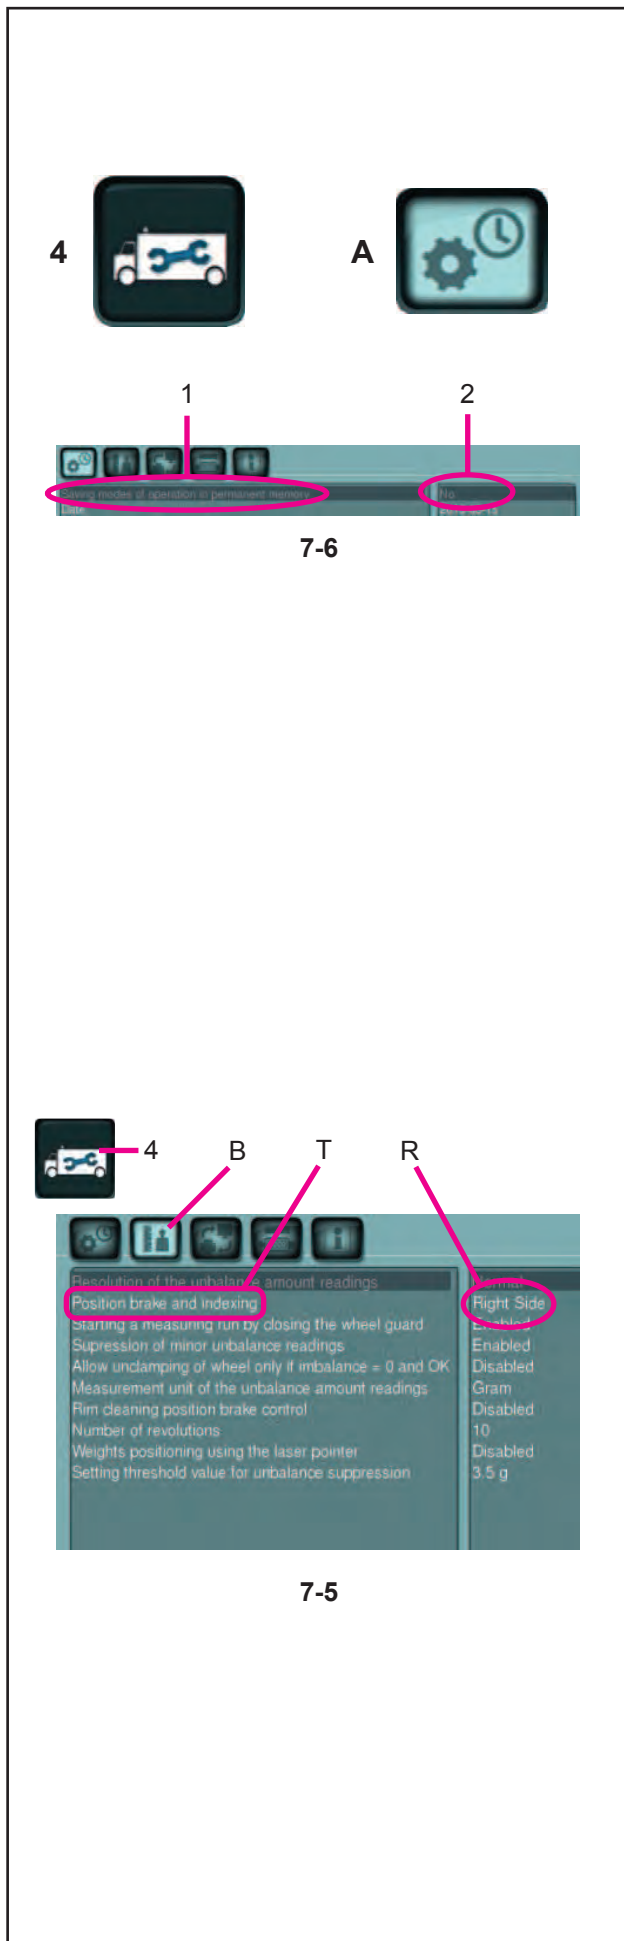 4
A
1
2
Saving modes of operation in permanent memory
No
Date
7-6
4
B
T
R
Resolution of the unbalance amount readings
Normal
Position brake and indexing
Right Side
Starting a measuring run by closing the wheel guard
Enabled
Supression of minor unbalance readings
Enabled
Allow unclamping of wheel only if imbalance = 0 and OK
Disabled
Measurement unit of the unbalance amount readings
Gram
Rim cleaning position brake control
Disabled
Number of revolutions
10
Weights positioning using the laser pointer
Disabled
Setting threshold value for unbalance suppression
3.5 g
7-5